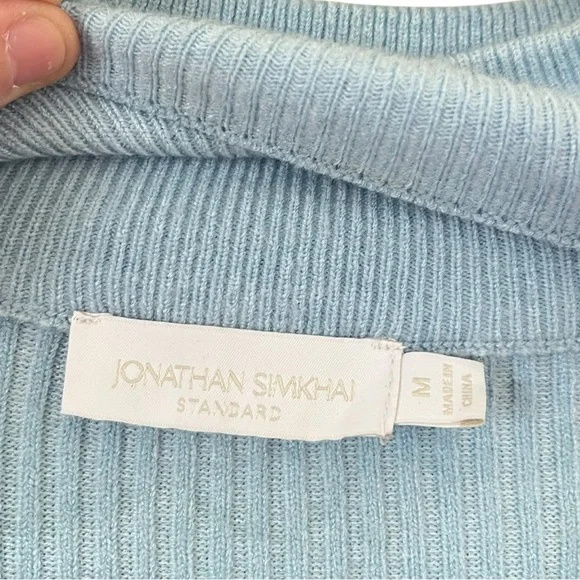 JONATHAN SIMKHAI
STANDARD
M
MADE IN
CHINA